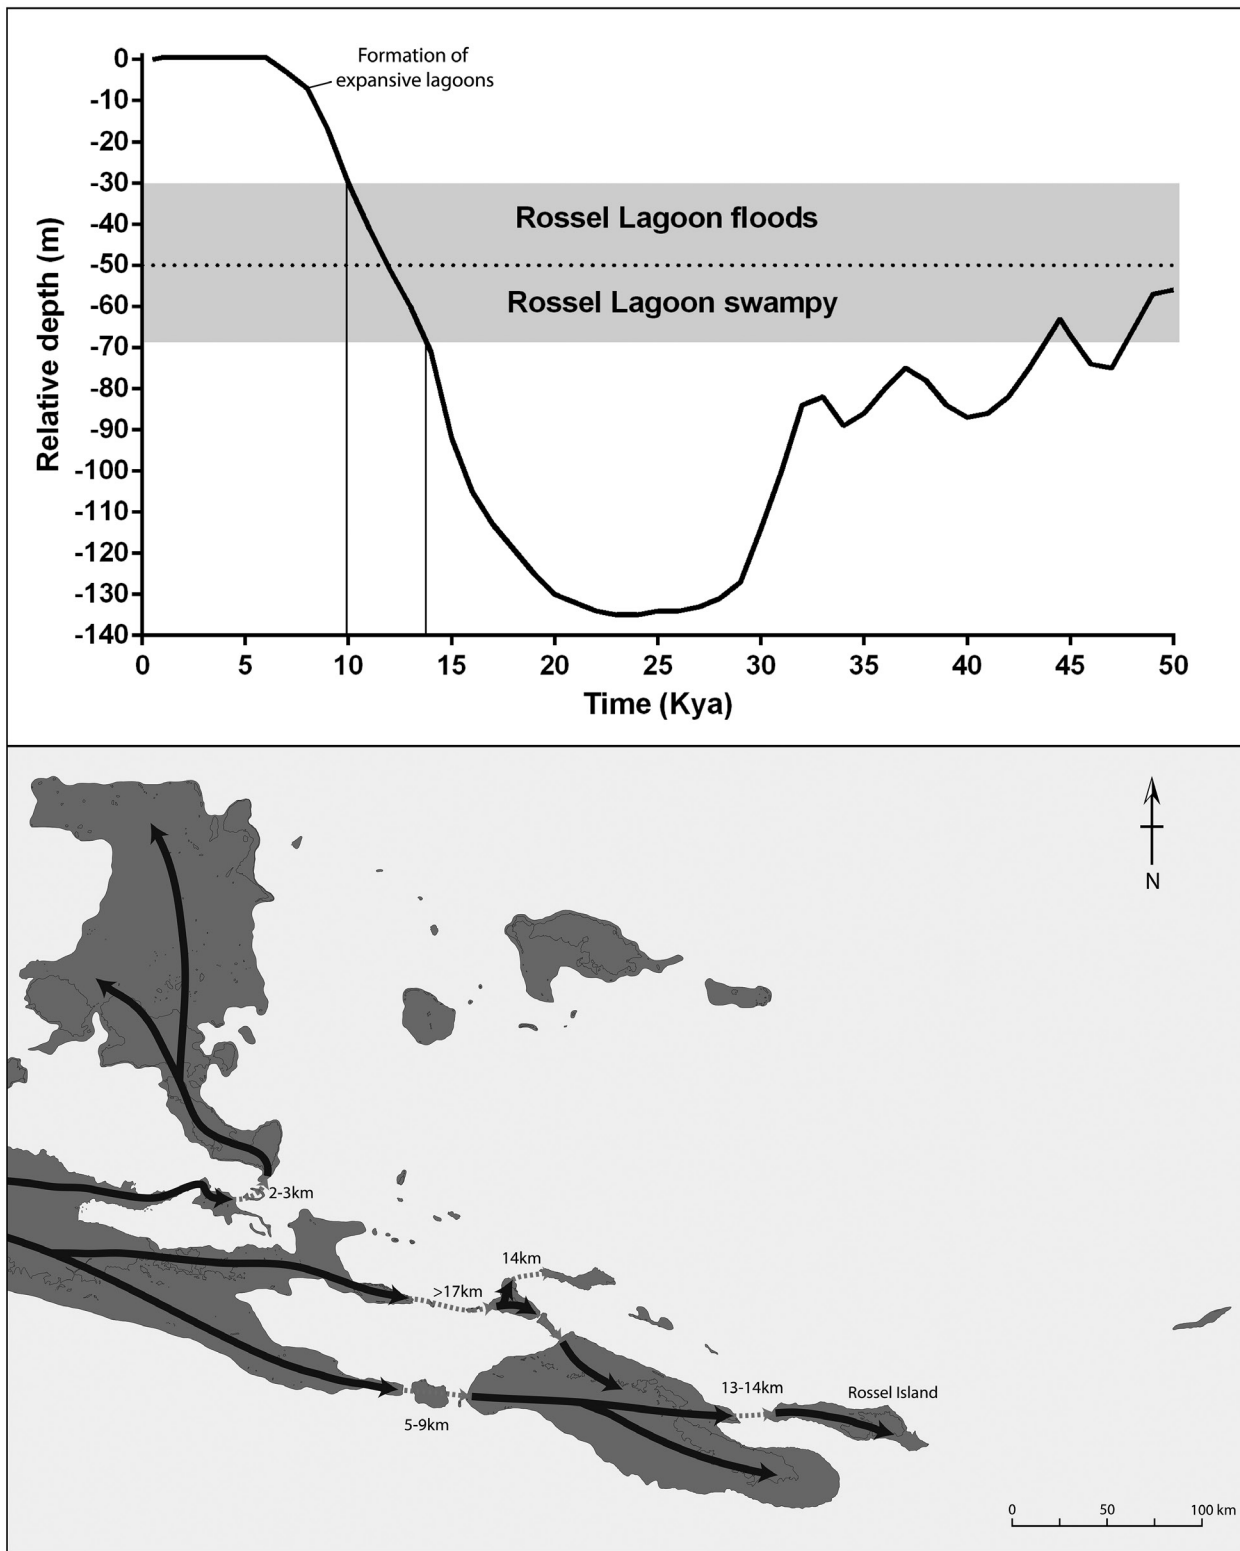 Formation of
expansive lagoons
0
-10
-20
-30
-40
-50
-60
-70
-80
-90
-100
-110
-120
-130
-140
Relative depth (m)
Rossel Lagoon floods
Rossel Lagoon swampy
0 5 10 15 20 25 30 35 40 45 50
Time (Kya)
N
2-3km
14km
>17km
13-14km
Rossel Island
5-9km
0 50 100 km